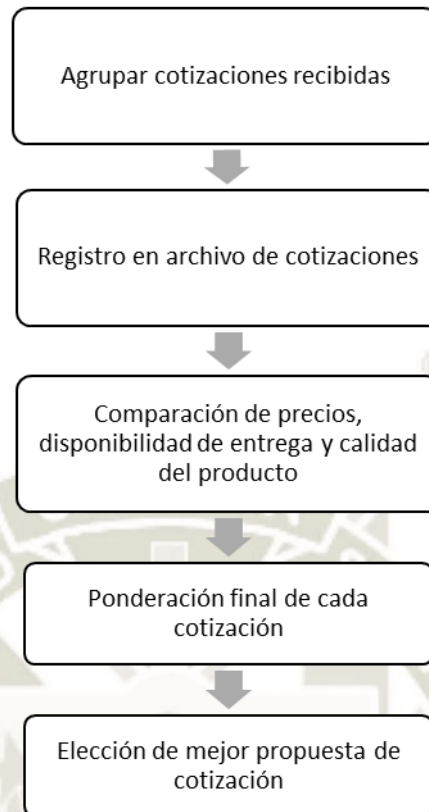 Agrupar cotizaciones recibidas
Registro en archivo de cotizaciones
Comparación de precios,
disponibilidad de entrega y calidad
del producto
Ponderación final de cada
cotización
Elección de mejor propuesta de
cotización